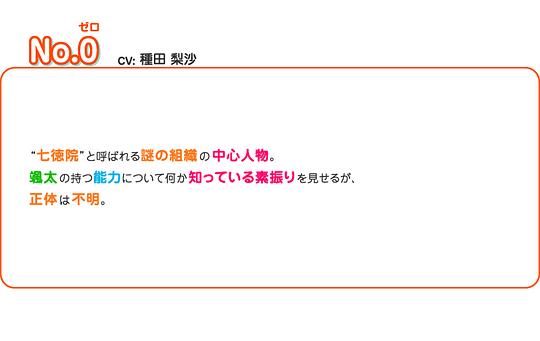 ゼロ
No.0 CV: 種田 梨沙
“七徳院”と呼ばれる謎の組織の中心人物。
颯太の持つ能力について何か知っている素振りを見せるが、
正体は不明。